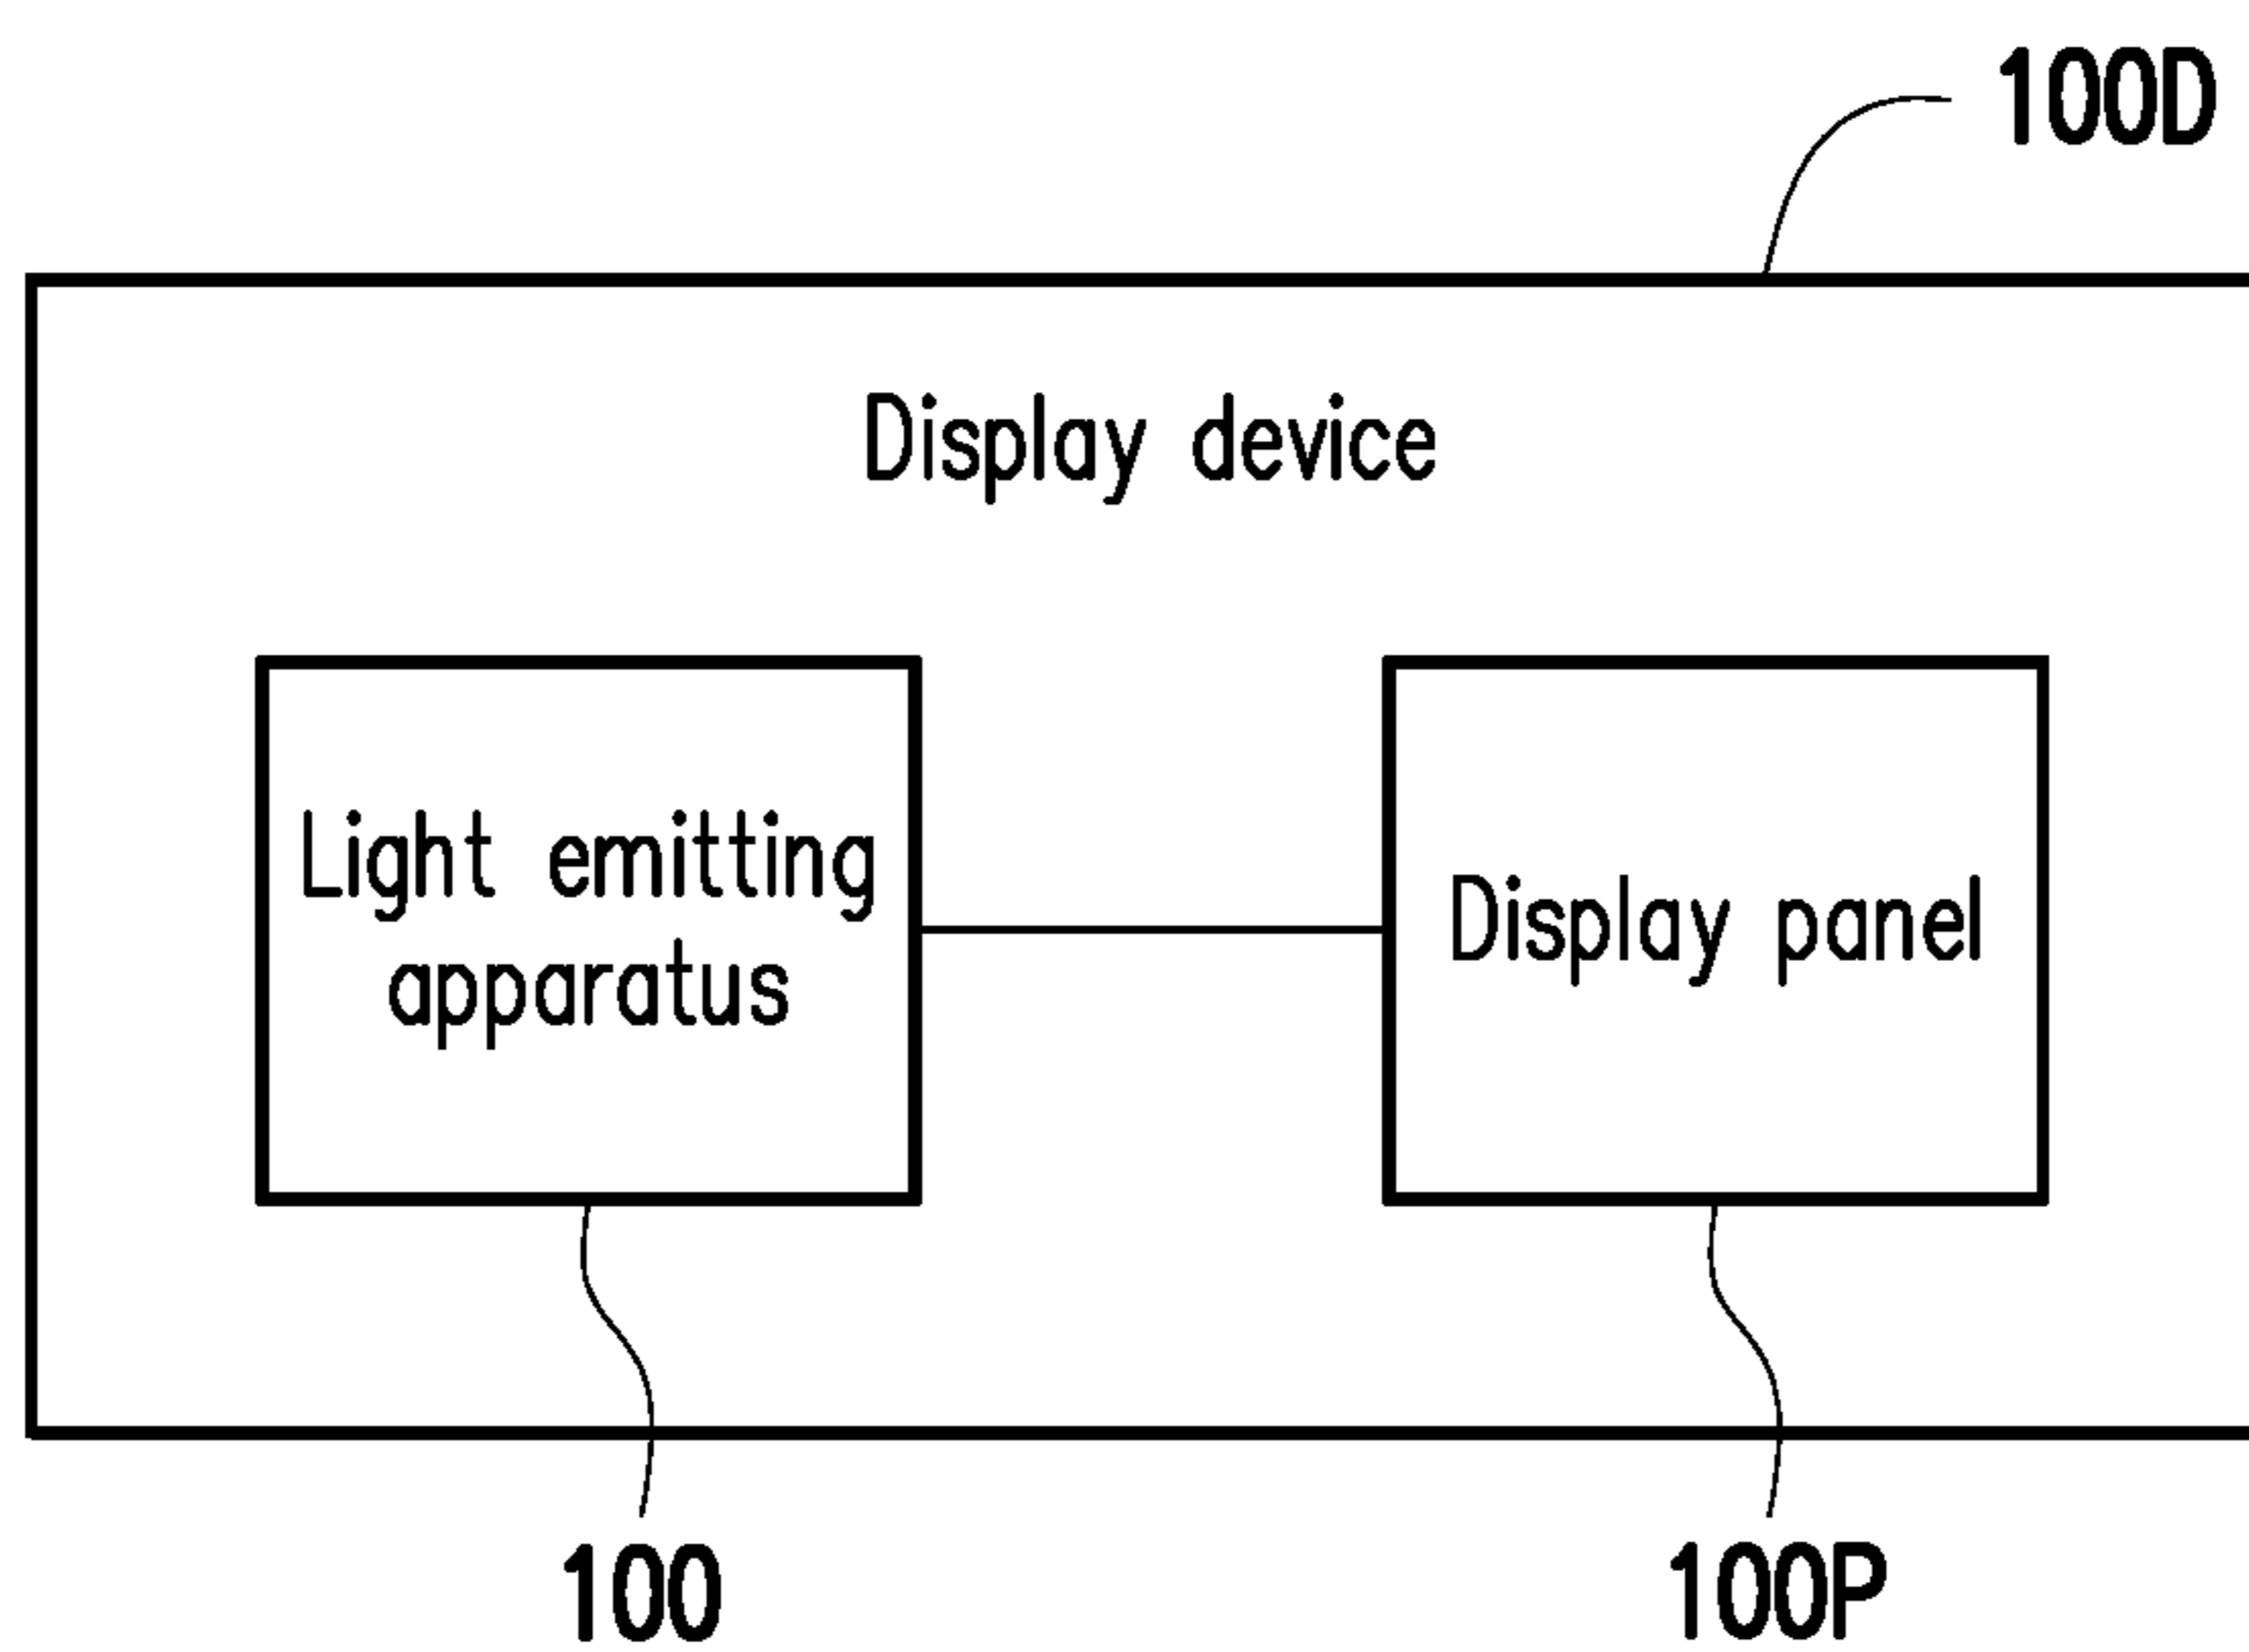 100D
Display device
Light emitting
apparatus
Display panel
100
100P